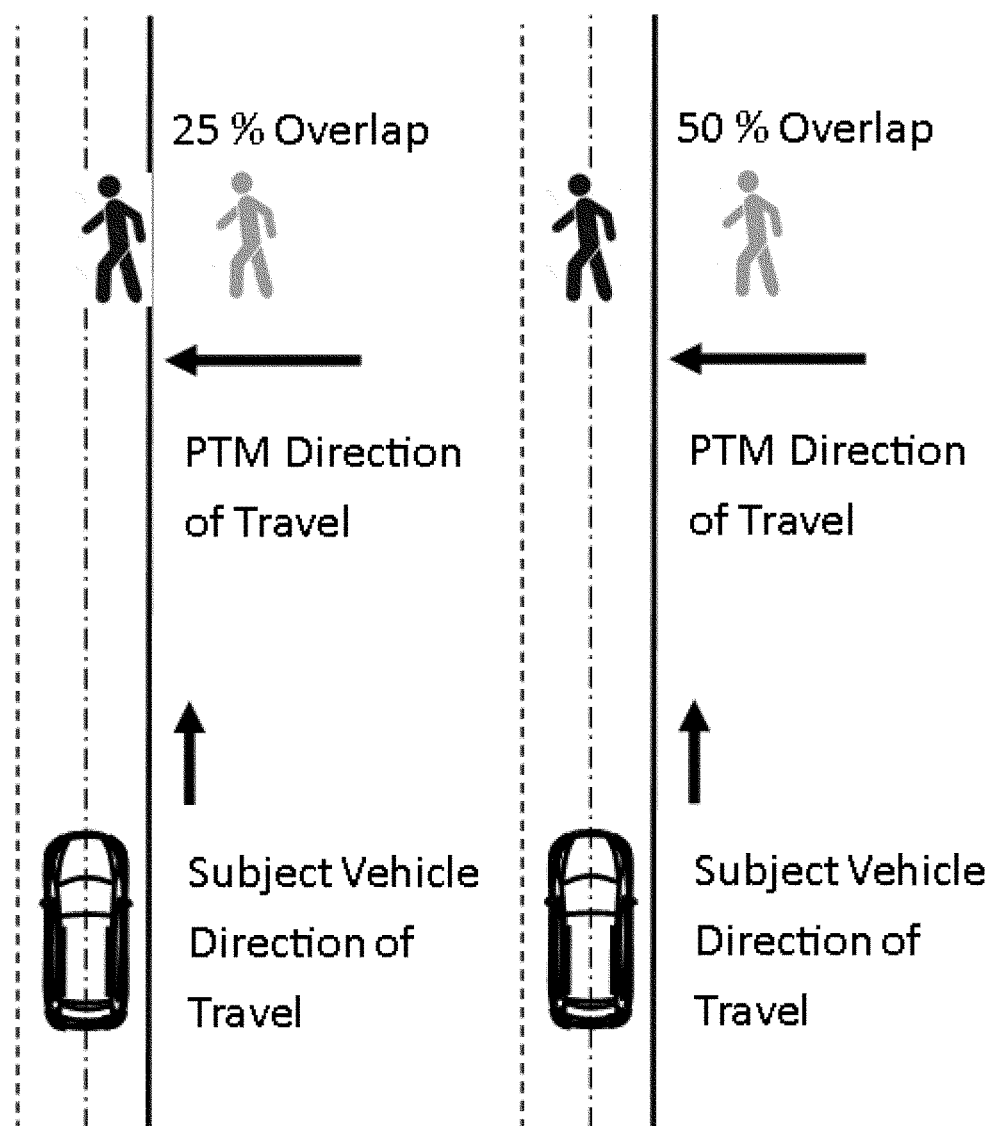 25 % Overlap
PTM Direction
of Travel
Subject Vehicle
Direction of
Travel
50 % Overlap
PTM Direction
of Travel
Subject Vehicle
Direction of
Travel